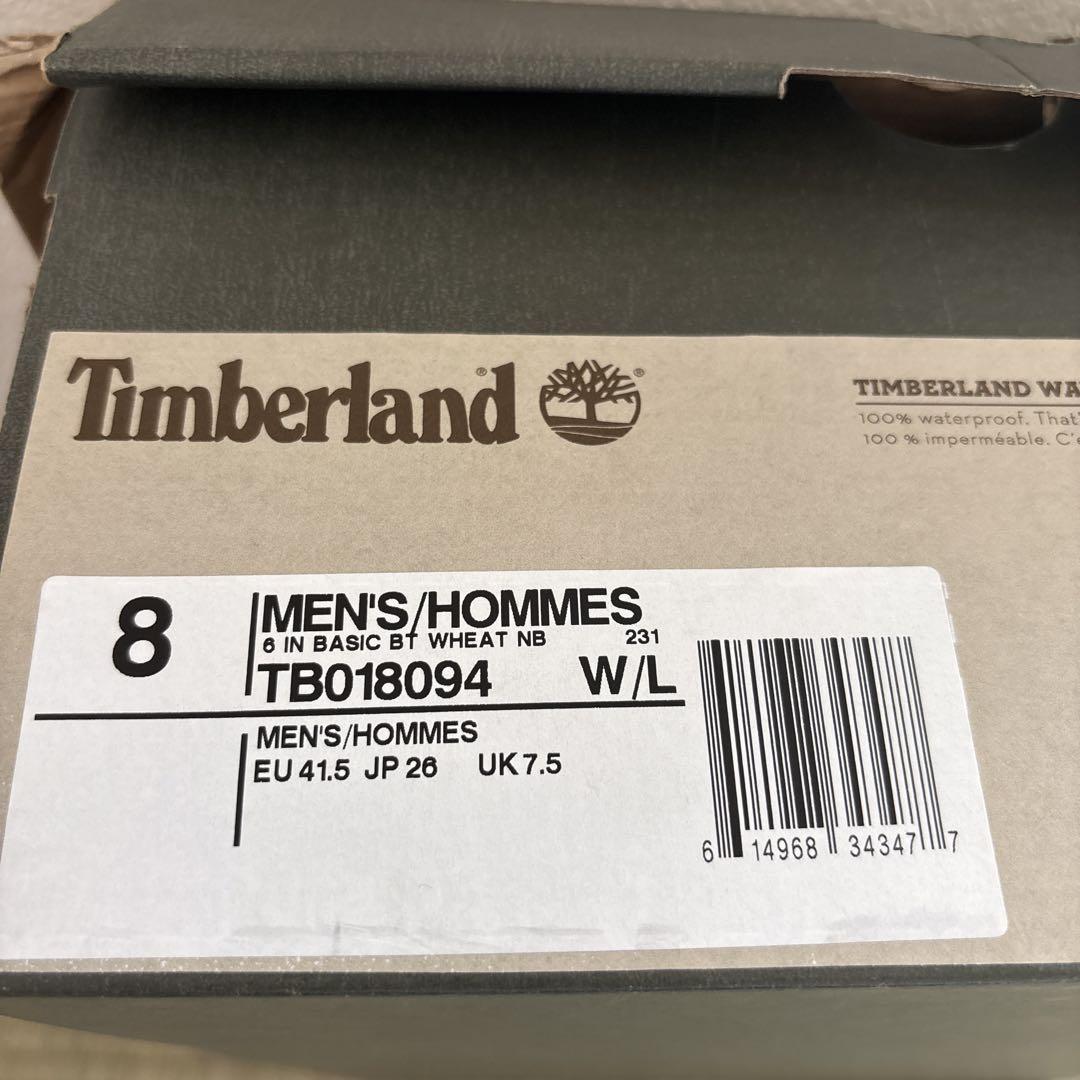 Timberland®
TIMBERLAND
100% waterproof. That'
100 % imperméable.
8
MEN'S/HOMMES
6 IN BASIC BT WHEAT NB 231
TB018094 W/L
MEN'S/HOMMES
EU 41.5 JP 26 UK 7.5
6 14968 34347 7